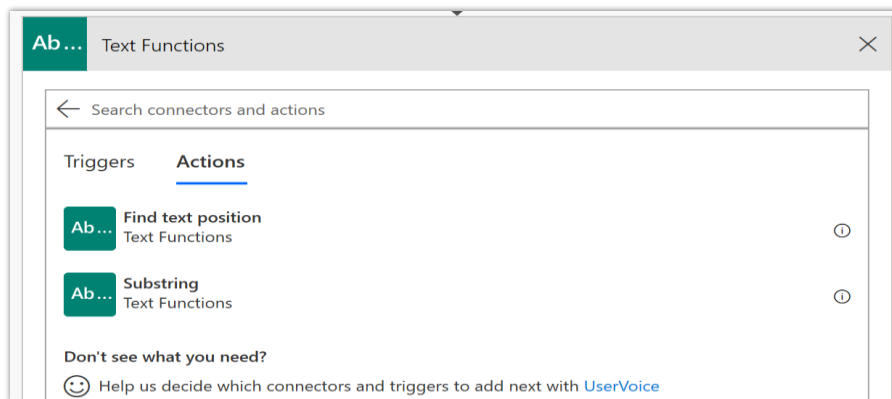 Ab...
Text Functions
Search connectors and actions
Triggers
Actions
Ab...
Find text position
Text Functions
Ab...
Substring
Text Functions
Don't see what you need?
Help us decide which connectors and triggers to add next with UserVoice